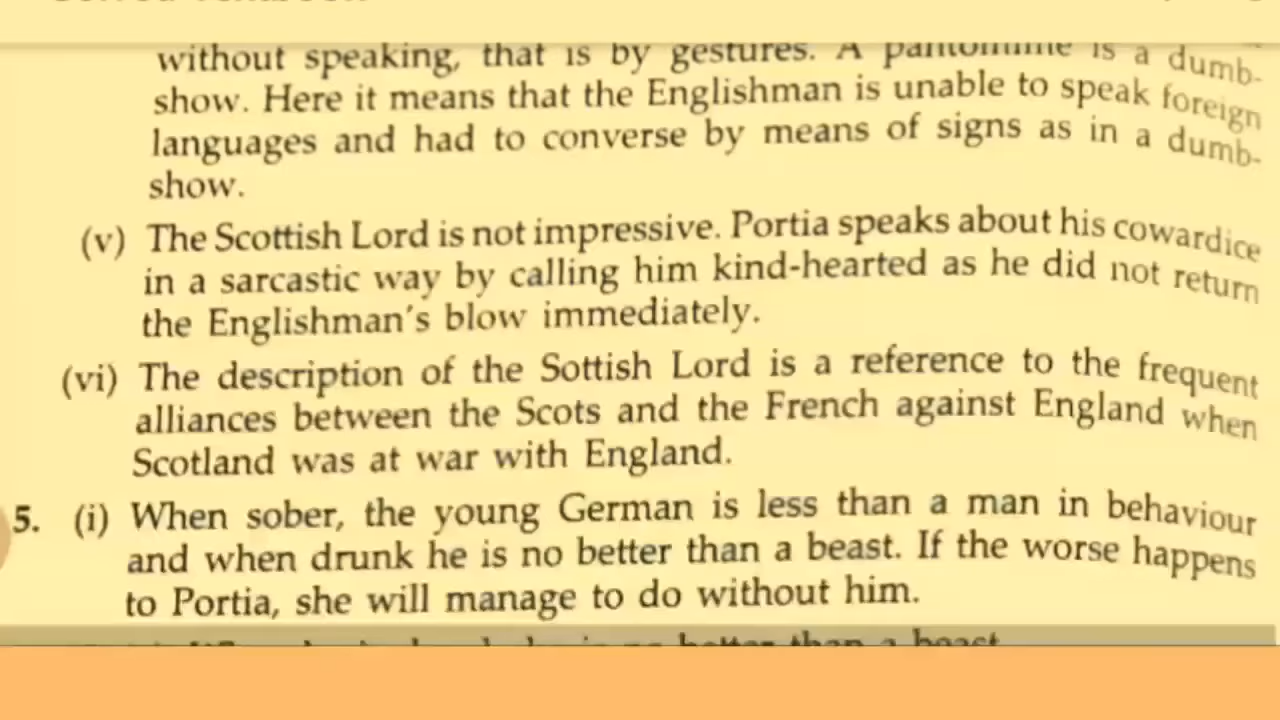 without speaking, that is by gestures. A pantomime is a dumb-
show. Here it means that the Englishman is unable to speak foreign
languages and had to converse by means of signs as in a dumb-
show.
(v) The Scottish Lord is not impressive. Portia speaks about his cowardice
in a sarcastic way by calling him kind-hearted as he did not return
the Englishman's blow immediately.
(vi) The description of the Sottish Lord is a reference to the frequent
alliances between the Scots and the French against England when
Scotland was at war with England.
5. (i) When sober, the young German is less than a man in behaviour
and when drunk he is no better than a beast. If the worse happens
to Portia, she will manage to do without him.
no better than a beast